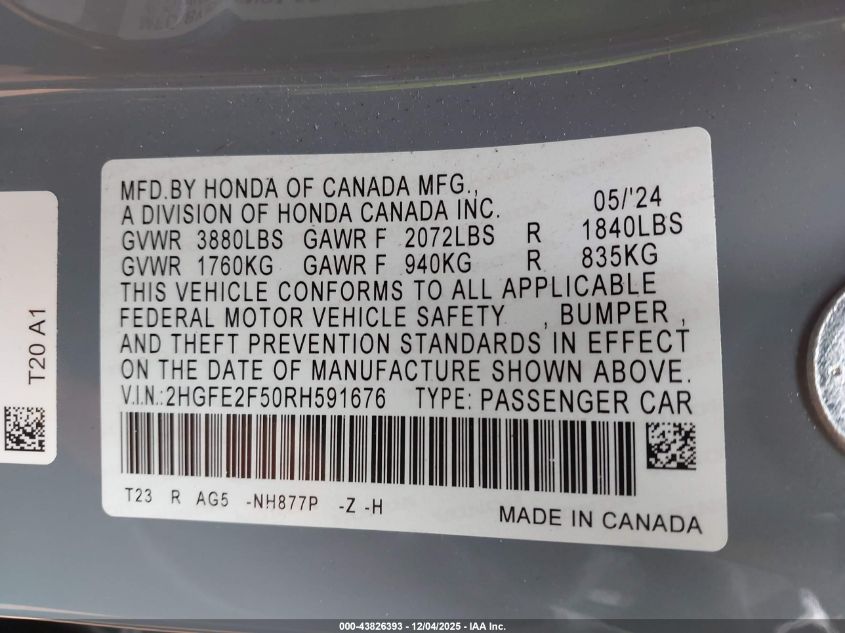 MFD.BY HONDA OF CANADA MFG.,
A DIVISION OF HONDA CANADA INC. 05/'24
GVWR 3880LBS GAWR F 2072LBS R 1840LBS
GVWR 1760KG GAWR F 940KG R 835KG
THIS VEHICLE CONFORMS TO ALL APPLICABLE
FEDERAL MOTOR VEHICLE SAFETY , BUMPER ,
AND THEFT PREVENTION STANDARDS IN EFFECT
ON THE DATE OF MANUFACTURE SHOWN ABOVE.
V.I.N.:2HGFE2F50RH591676 TYPE: PASSENGER CAR
T23 R AG5 -NH877P -Z -H
MADE IN CANADA
T20 A1
000-43826393 - 12/04/2025 - IAA Inc.